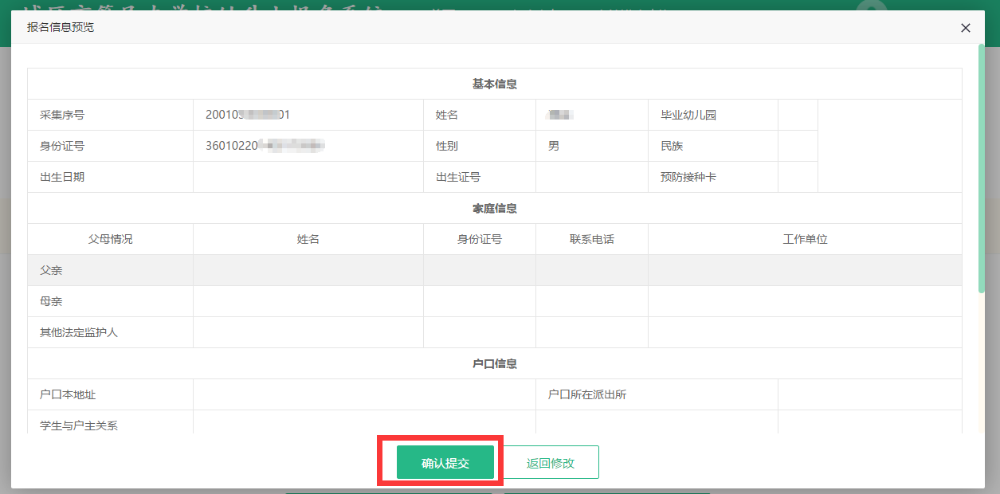 报名信息预览
基本信息
采集序号 200109 01 姓名 毕业幼儿园
身份证号 36010220 性别 男 民族
出生日期 出生证号 预防接种卡
家庭信息
父母情况 姓名 身份证号 联系电话 工作单位
父亲
母亲
其他法定监护人
户口信息
户口本地址 户口所在派出所
学生与户主关系
确认提交 返回修改